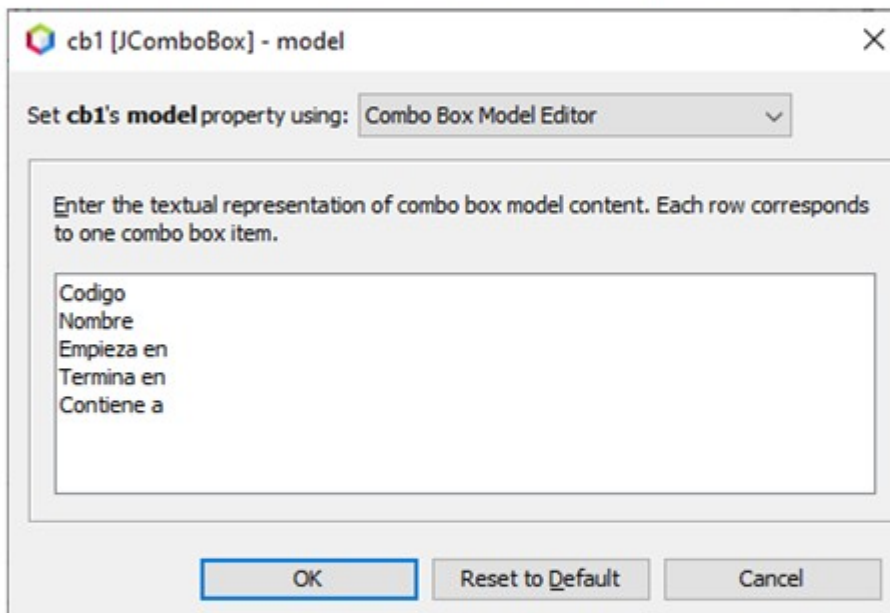 cb1 [JComboBox] - model
Set cb1's model property using: Combo Box Model Editor
Enter the textual representation of combo box model content. Each row corresponds
to one combo box item.
Codigo
Nombre
Empieza en
Termina en
Contiene a
OK Reset to Default Cancel